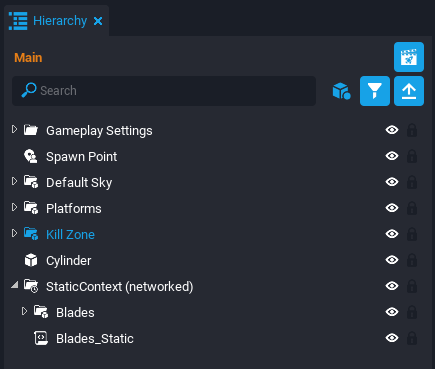 Hierarchy
Main
Search
Gameplay Settings
Spawn Point
Default Sky
Platforms
Kill Zone
Cylinder
StaticContext (networked)
Blades
Blades_Static